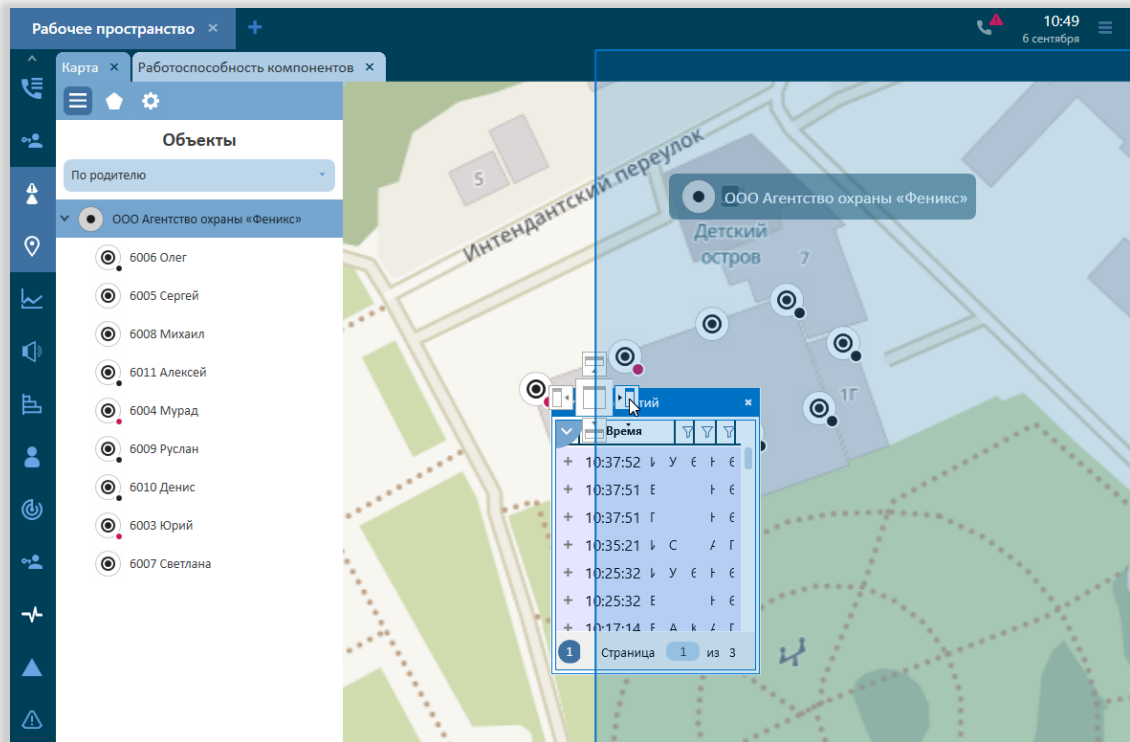 Рабочее пространство
10:49
6 сентября
Карта
Работоспособность компонентов
Объекты
По родителю
ООО Агентство охраны «Феникс»
6006 Олег
6005 Сергей
6008 Михаил
6011 Алексей
6004 Мурад
6009 Руслан
6010 Денис
6003 Юрий
6007 Светлана
5
Интендантский переулок
ООО Агентство охраны «Феникс»
Детский
остров
7
1Г
Время
10:37:52
10:37:51
10:37:51
10:35:21
10:25:32
10:25:32
10:17:14
1 Страница 1 из 3